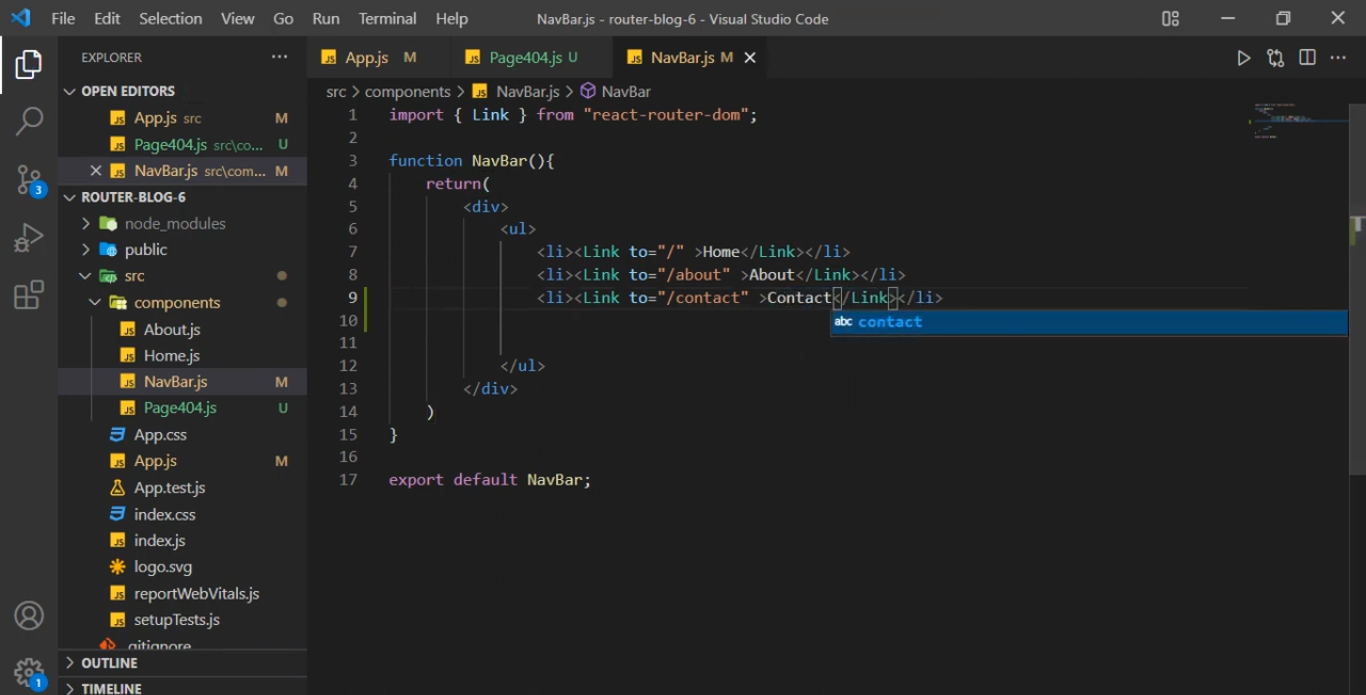 File Edit Selection View Go Run Terminal Help NavBar.js - router-blog-6 - Visual Studio Code
EXPLORER ···
OPEN EDITORS
JS App.js src M
JS Page404.js src\co... U
JS NavBar.js src\com... M
ROUTER-BLOG-6
node_modules
public
src
components
JS About.js
JS Home.js
JS NavBar.js M
JS Page404.js U
App.css
JS App.js M
App.test.js
index.css
JS index.js
logo.svg
JS reportWebVitals.js
JS setupTests.js
.gitignore
OUTLINE
TIMELINE
3
1
JS App.js M JS Page404.js U JS NavBar.js M
src > components > JS NavBar.js > NavBar
1 import { Link } from "react-router-dom";
2
3 function NavBar(){
4 return(
5 <div>
6 <ul>
7 <li><Link to="/" >Home</Link></li>
8 <li><Link to="/about" >About</Link></li>
9 <li><Link to="/contact" >Contact</Link></li>
abc contact
10
11
12 </ul>
13 </div>
14 )
15 }
16
17 export default NavBar;